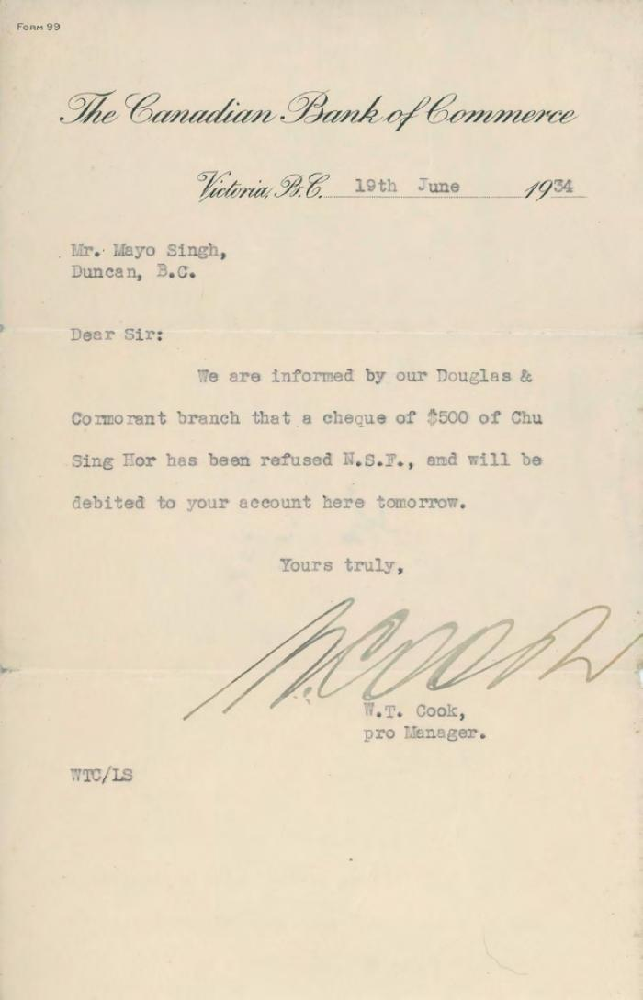 Form 99
The Canadian Bank of Commerce
Victoria, B.C. 19th June 1934
Mr. Mayo Singh,
Duncan, B.C.
Dear Sir:
We are informed by our Douglas &
Cormorant branch that a cheque of $500 of Chu
Sing Hor has been refused N.S.F., and will be
debited to your account here tomorrow.
Yours truly,
W.T. Cook,
pro Manager.
WTC/LS